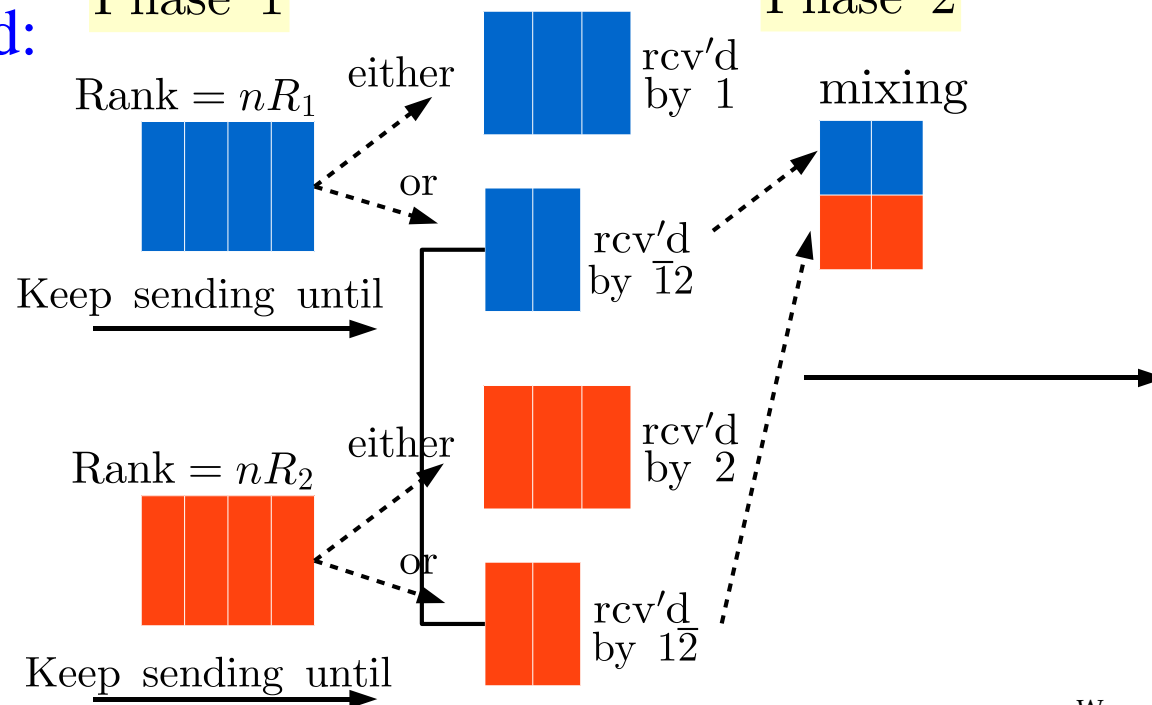 Phase 1
Phase 2
d:
Rank = nR₁
either
or
rcv′d
by 1
rcv′d
by 1̅2
mixing
Keep sending until
Rank = nR₂
either
or
rcv′d
by 2
rcv′d
by 12̅
Keep sending until
w